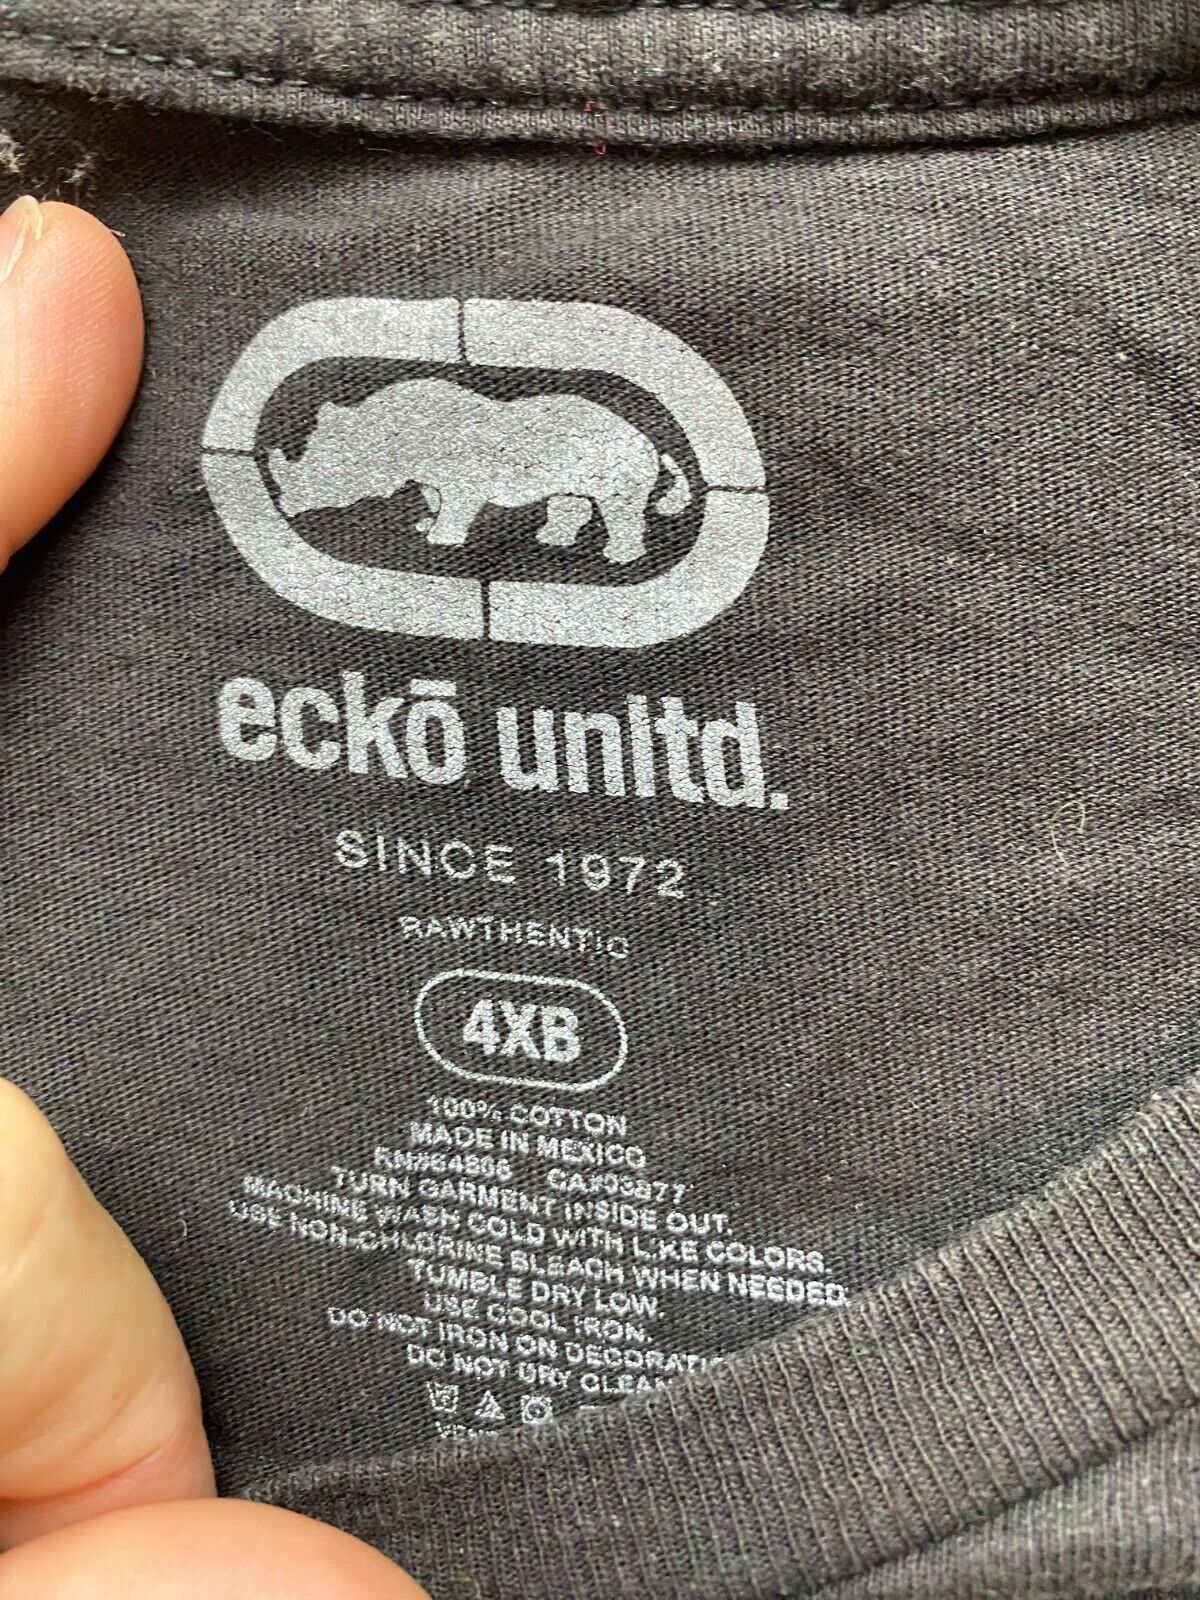 eckō unltd.
SINCE 1972
RAWTHENTIC
4XB
100% COTTON
MADE IN MEXICO
TURN GARMENT INSIDE OUT.
MACHINE WASH COLD WITH LIKE COLORS.
USE NON-CHLORINE BLEACH WHEN NEEDED.
TUMBLE DRY LOW.
USE COOL IRON.
DO NOT IRON ON
DO NOT DRY